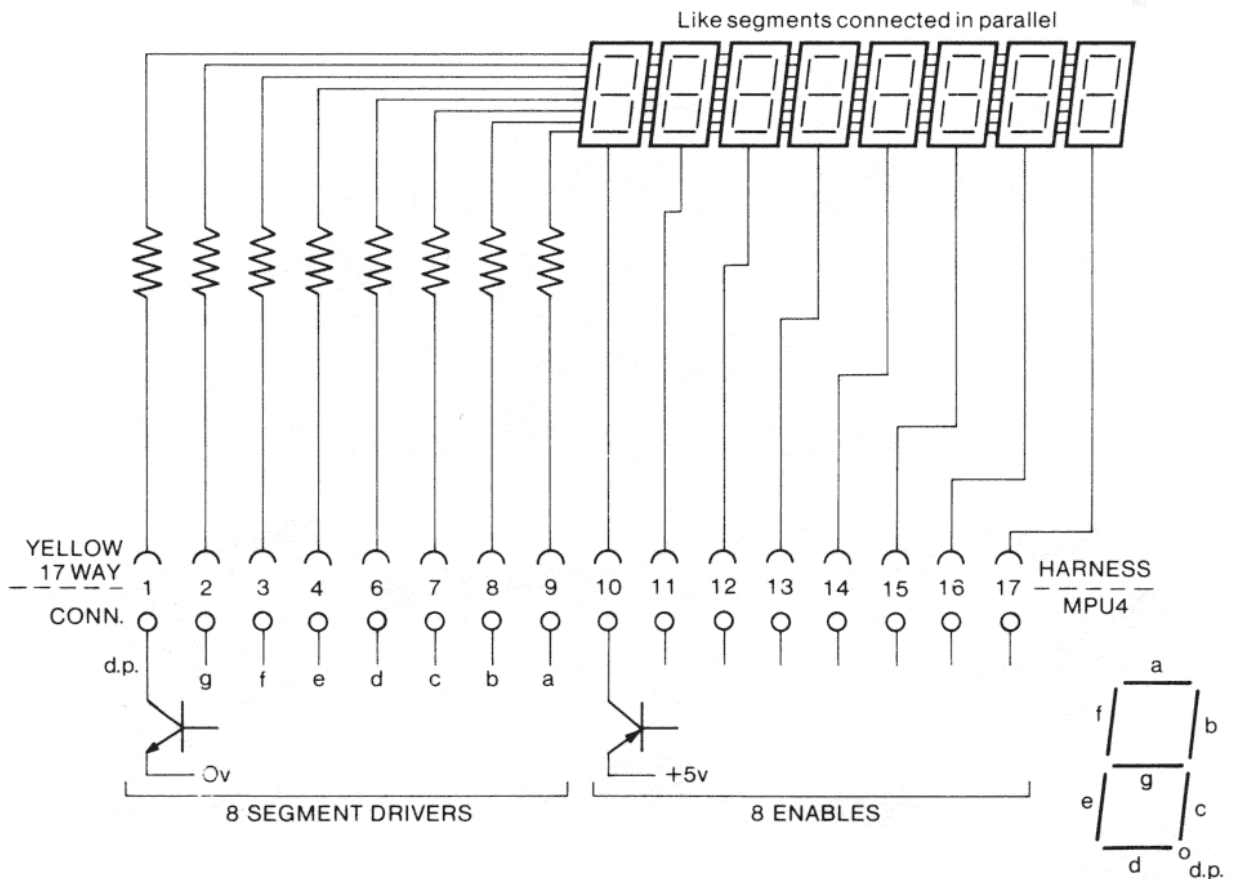 Like segments connected in parallel
YELLOW
17 WAY
CONN.
1 2 3 4 6 7 8 9 10 11 12 13 14 15 16 17
HARNESS
MPU4
d.p. g f e d c b a
0v
+5v
8 SEGMENT DRIVERS
8 ENABLES
a
f
b
g
e
c
d
d.p.